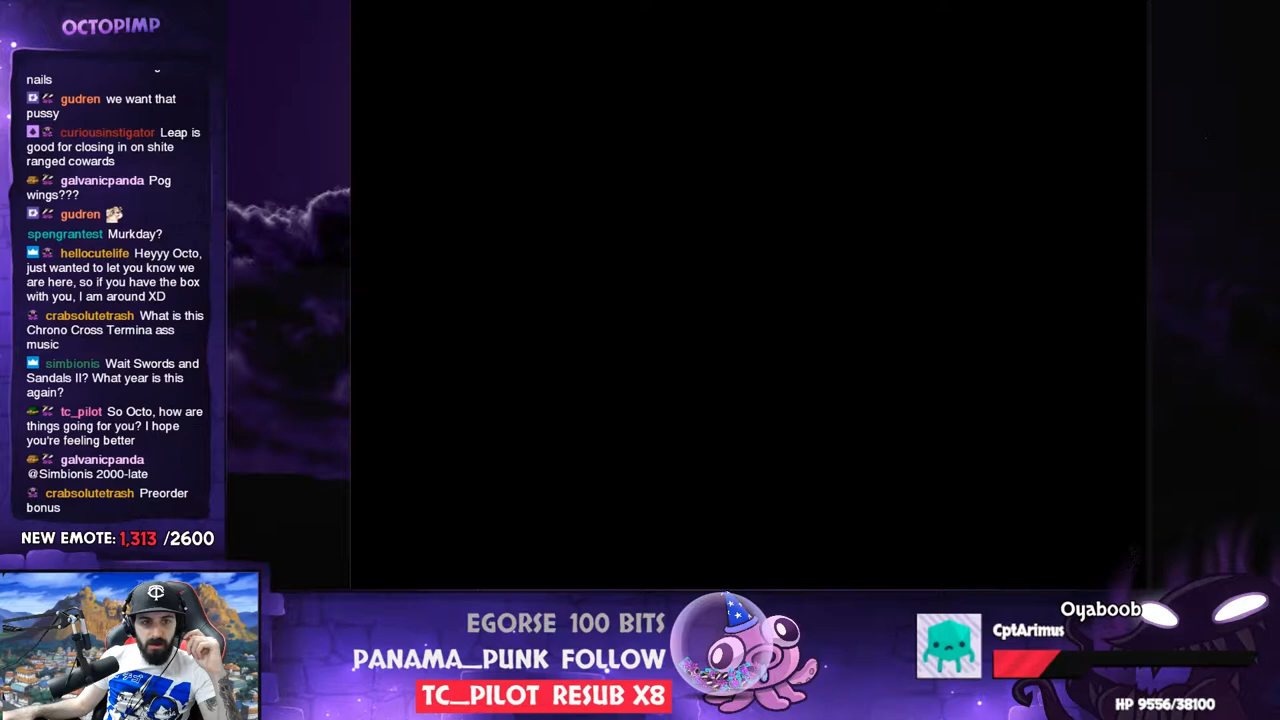 OCTOPIMP
nails
gudren we want that
pussy
curiousinstigator Leap is
good for closing in on shite
ranged cowards
galvanicpanda Pog
wings???
gudren
spengrantest Murkday?
hellocutelife Heyyy Octo,
just wanted to let you know we
are here, so if you have the box
with you, I am around XD
crabsolutetrash What is this
Chrono Cross Termina ass
music
simbionis Wait Swords and
Sandals II? What year is this
again?
tc_pilot So Octo, how are
things going for you? I hope
you're feeling better
galvanicpanda
@Simbionis 2000-late
crabsolutetrash Preorder
bonus
NEW EMOTE: 1,313 /2600
EGORSE 100 BITS
PANAMA_PUNK FOLLOW
TC_PILOT RESUB X8
Oyaboob
CptArimus
HP 9556/38100